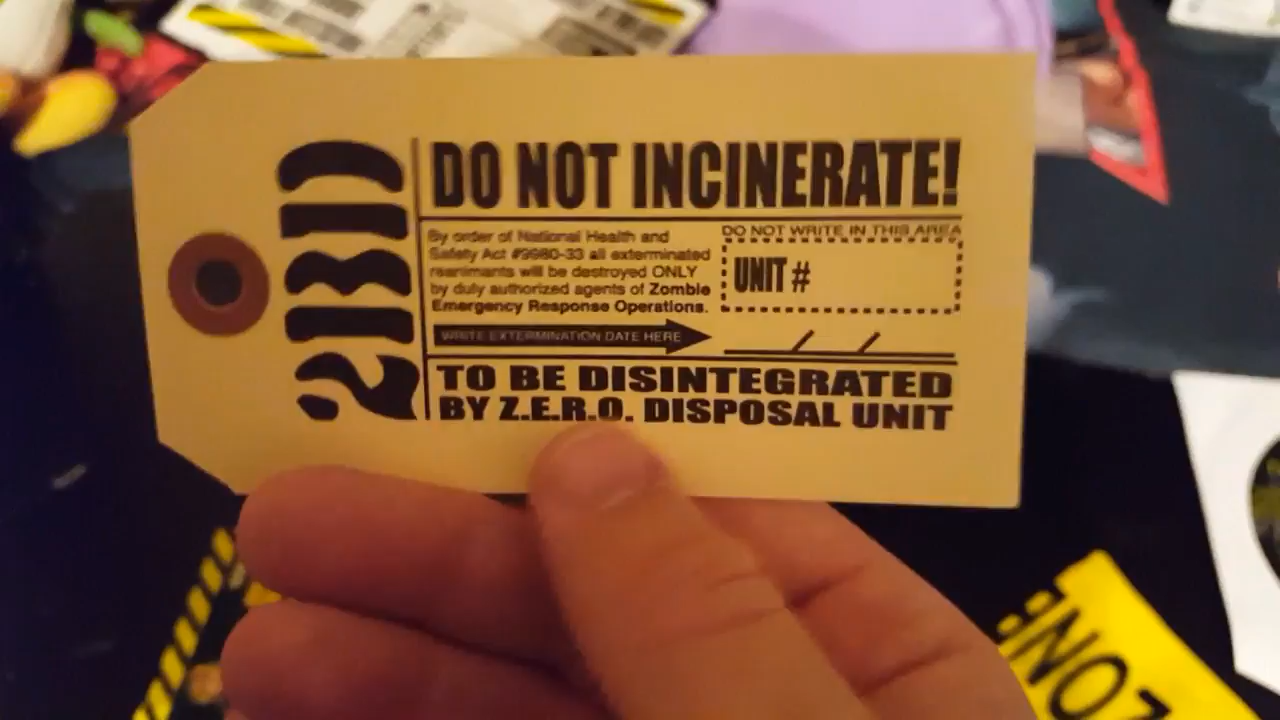 2BD
DO NOT INCINERATE!
By order of National Health and
Safety Act #9980-33 all exterminated
reanimants will be destroyed ONLY
by duly authorized agents of Zombie
Emergency Response Operations.
DO NOT WRITE IN THIS AREA
UNIT #
WRITE EXTERMINATION DATE HERE
/ /
TO BE DISINTEGRATED
BY Z.E.R.O. DISPOSAL UNIT
ZONE